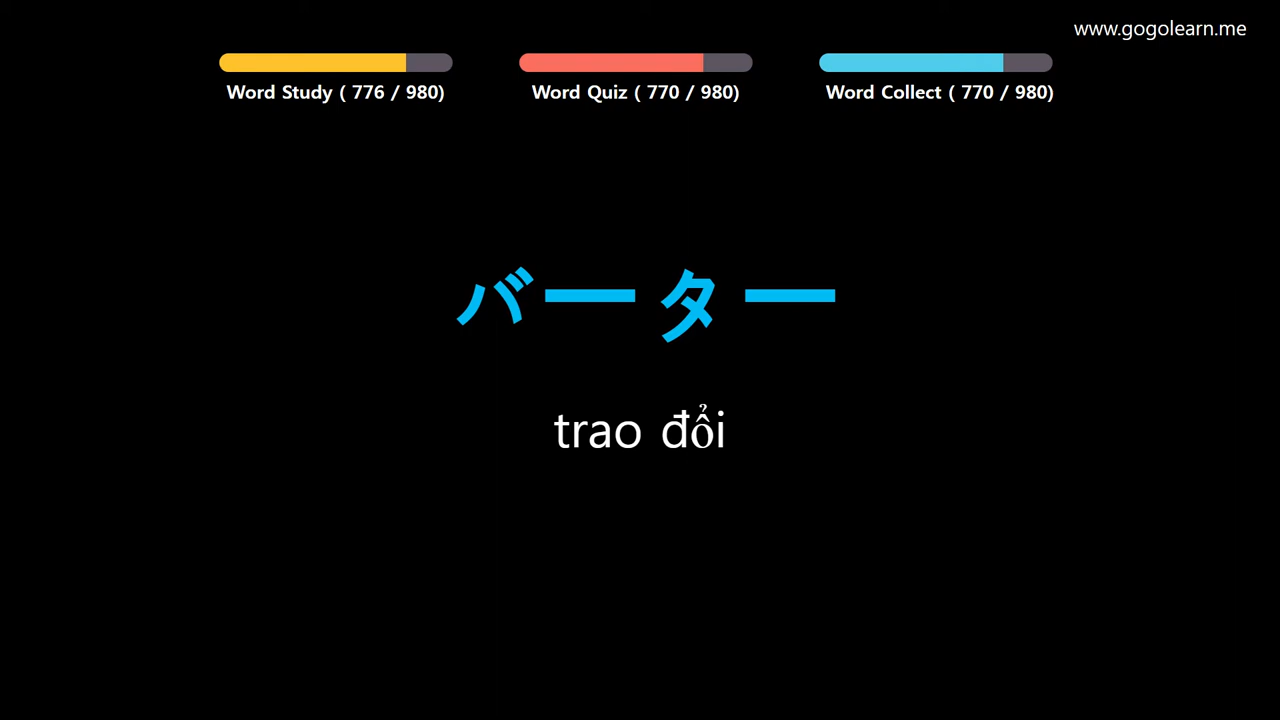 www.gogolearn.me
Word Study ( 776 / 980)
Word Quiz ( 770 / 980)
Word Collect ( 770 / 980)
バーター
trao đổi